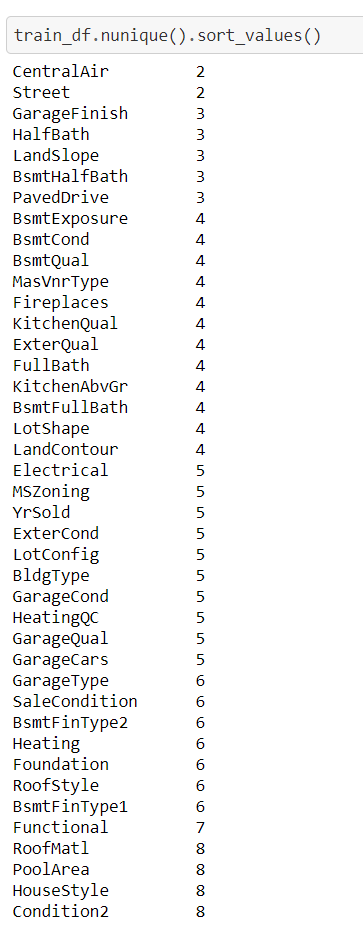 train_df.nunique().sort_values()
CentralAir 2
Street 2
GarageFinish 3
HalfBath 3
LandSlope 3
BsmtHalfBath 3
PavedDrive 3
BsmtExposure 4
BsmtCond 4
BsmtQual 4
MasVnrType 4
Fireplaces 4
KitchenQual 4
ExterQual 4
FullBath 4
KitchenAbvGr 4
BsmtFullBath 4
LotShape 4
LandContour 4
Electrical 5
MSZoning 5
YrSold 5
ExterCond 5
LotConfig 5
BldgType 5
GarageCond 5
HeatingQC 5
GarageQual 5
GarageCars 5
GarageType 6
SaleCondition 6
BsmtFinType2 6
Heating 6
Foundation 6
RoofStyle 6
BsmtFinType1 6
Functional 7
RoofMatl 8
PoolArea 8
HouseStyle 8
Condition2 8